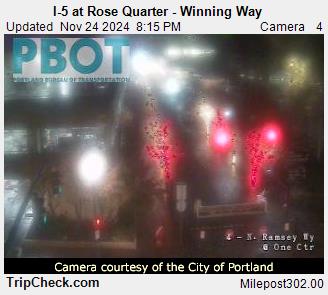 I-5 at Rose Quarter - Winning Way
Updated Nov 24 2024 8:15 PM Camera 4
PBOT
PORTLAND BUREAU OF TRANSPORTATION
4 - N. Ramsey Wy
@ One Ctr
Camera courtesy of the City of Portland
TripCheck.com Milepost302.00